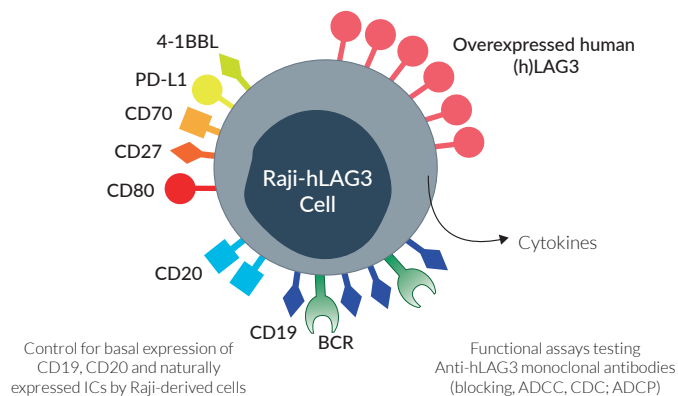 4-1BBL
PD-L1
CD70
CD27
CD80
CD20
CD19
BCR
Overexpressed human
(h)LAG3
Raji-hLAG3
Cell
Cytokines
Control for basal expression of
CD19, CD20 and naturally
expressed ICs by Raji-derived cells
Functional assays testing
Anti-hLAG3 monoclonal antibodies
(blocking, ADCC, CDC; ADCP)